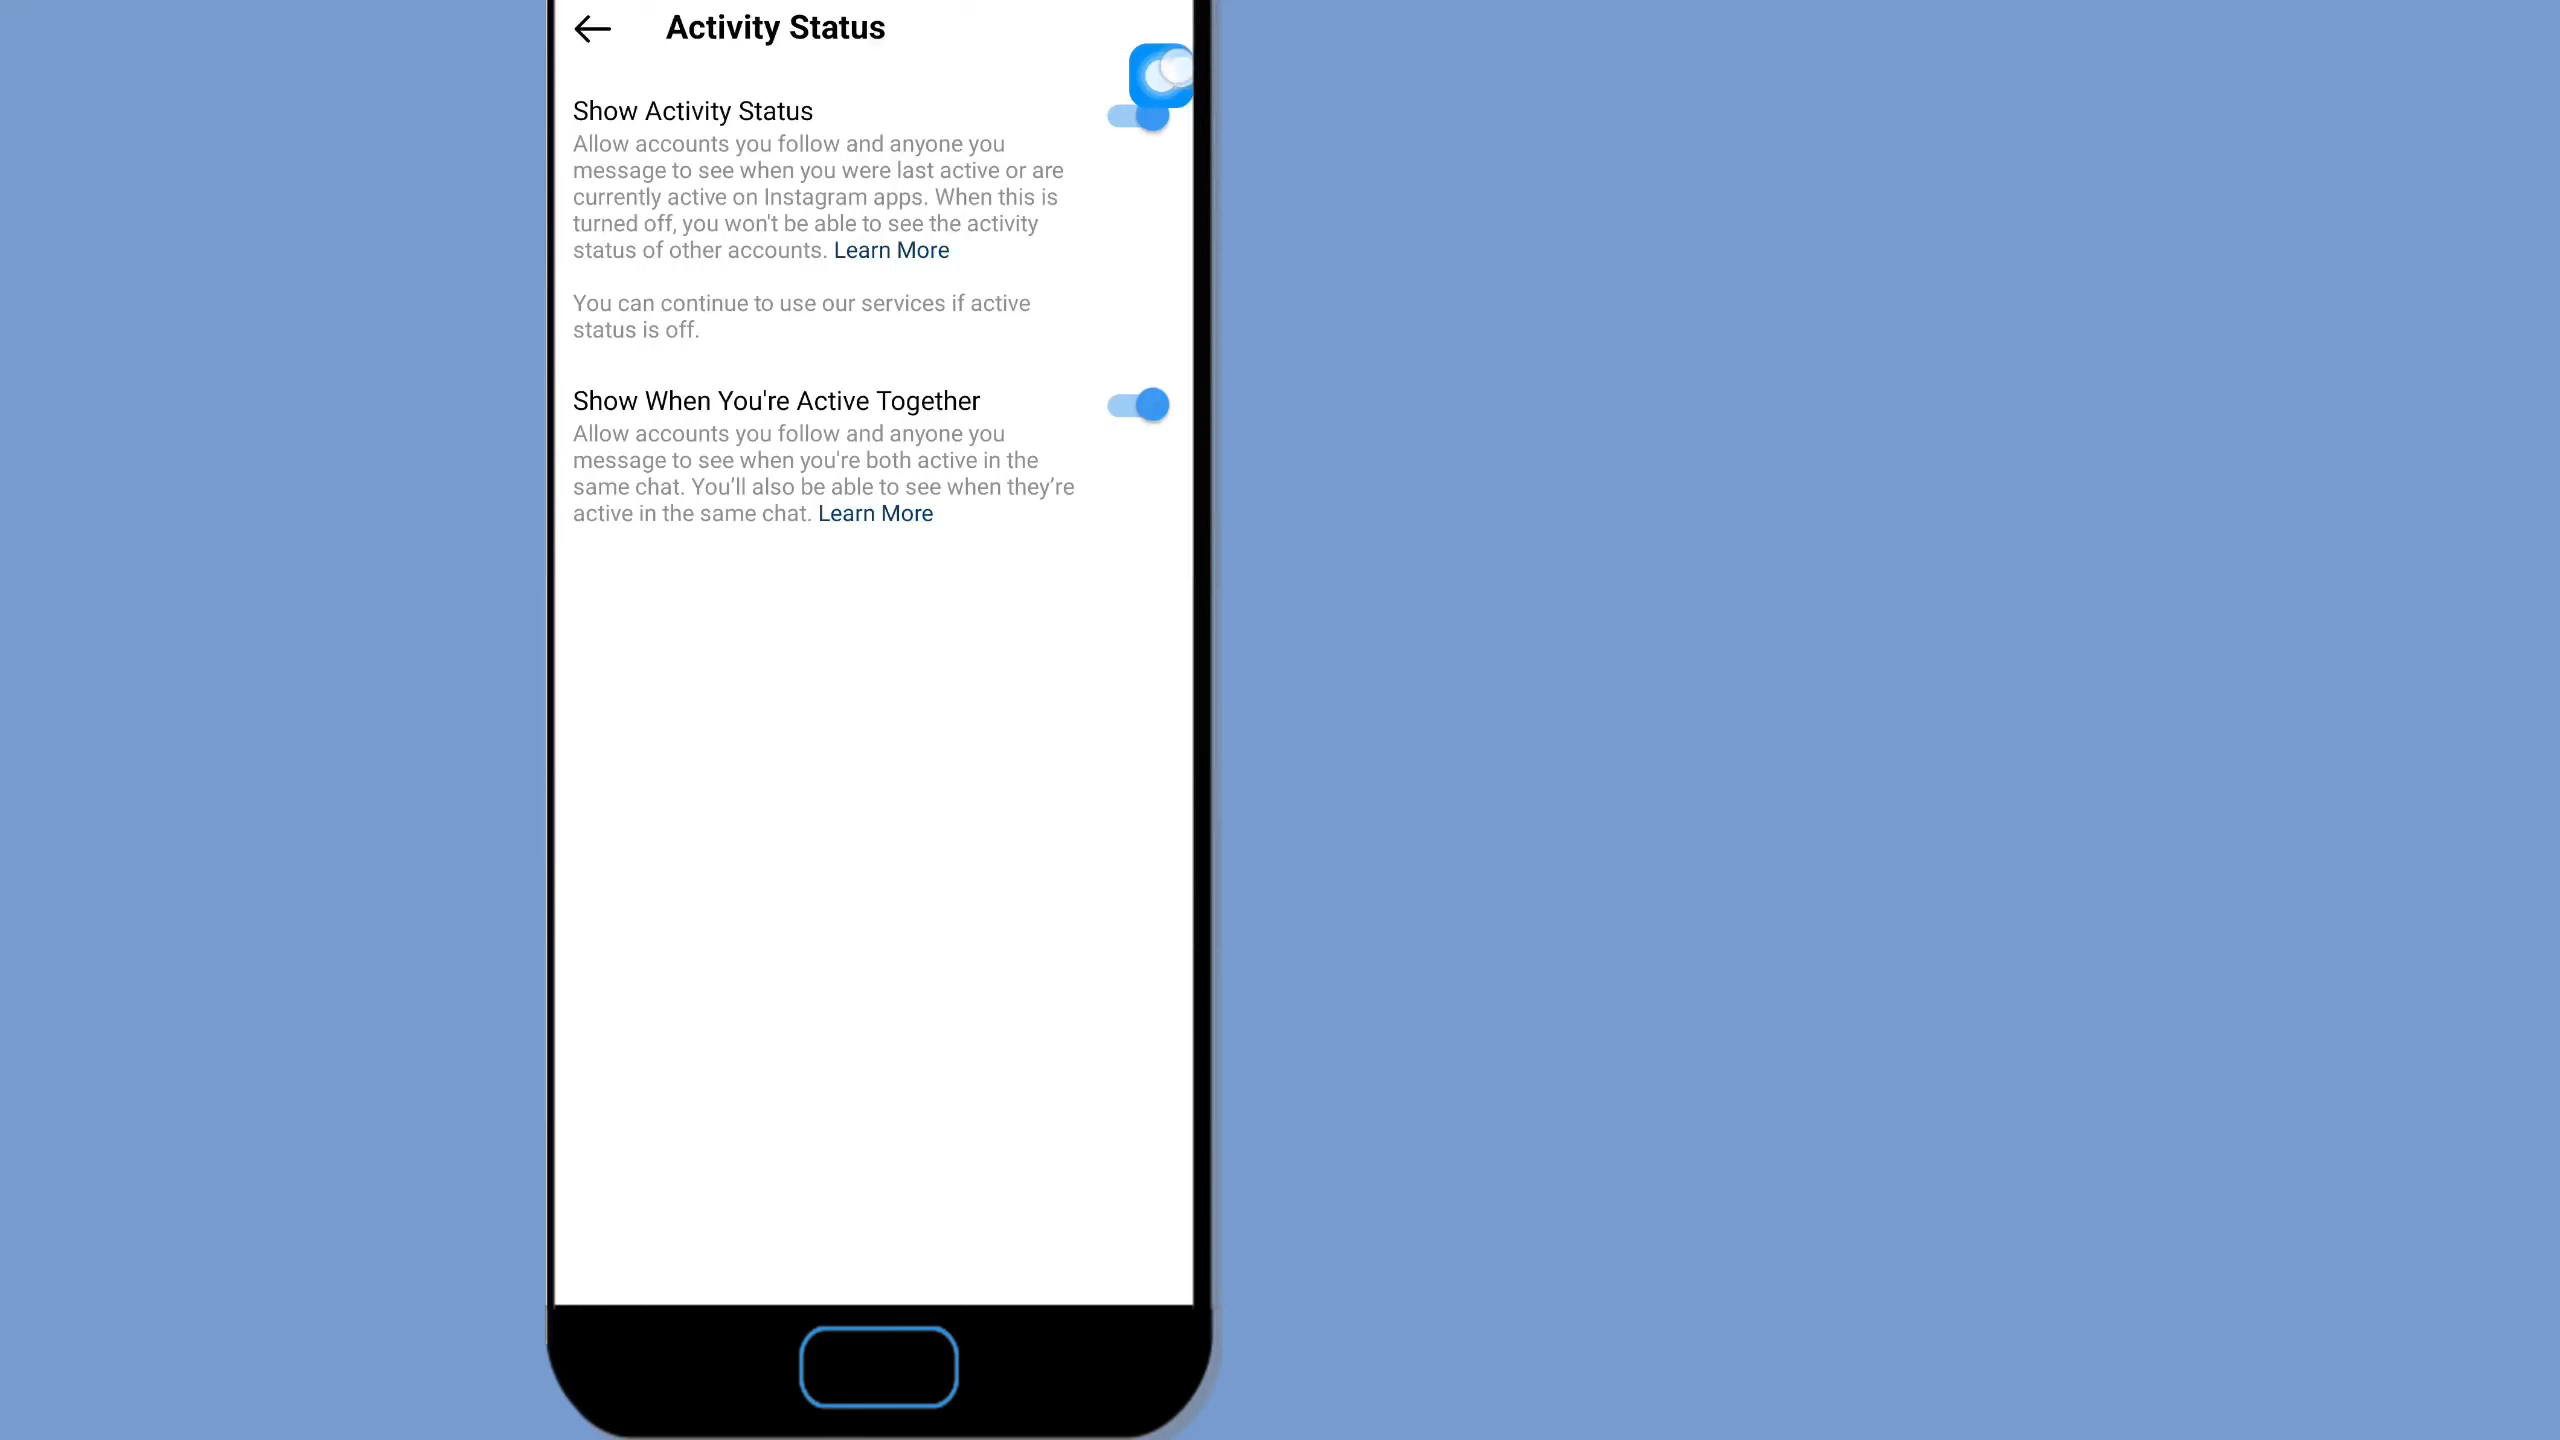 Activity Status
Show Activity Status
Allow accounts you follow and anyone you
message to see when you were last active or are
currently active on Instagram apps. When this is
turned off, you won't be able to see the activity
status of other accounts. Learn More
You can continue to use our services if active
status is off.
Show When You're Active Together
Allow accounts you follow and anyone you
message to see when you're both active in the
same chat. You’ll also be able to see when they’re
active in the same chat. Learn More